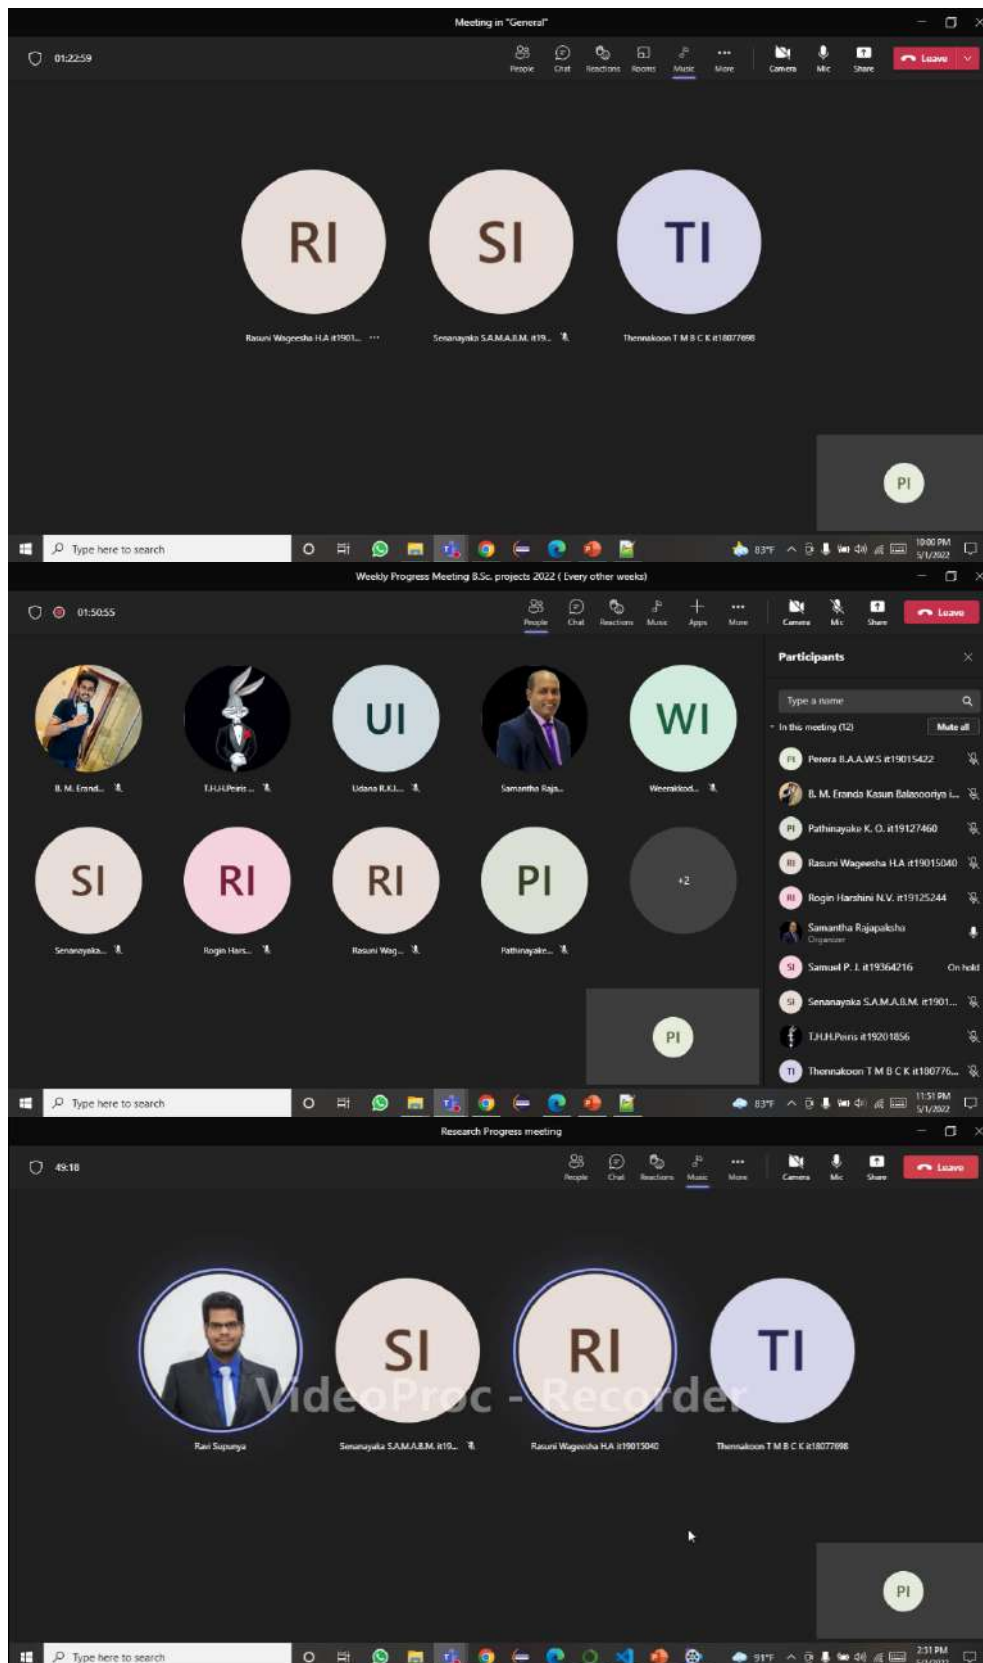 Meeting in "General"
01:22:59
People Chat Reactions Rooms Music More Camera Mic Share Leave
RI SI TI
Rasuni Wageesha H.A it1901... ... Senanayaka S.A.M.A.B.M. it19... Thennakoon T M B C K it18077698
PI
Type here to search
83°F 10:00 PM
5/1/2022
Weekly Progress Meeting B.Sc. projects 2022 ( Every other weeks)
01:50:55
People Chat Reactions Music Apps More Camera Mic Share Leave
Participants
Type a name
In this meeting (12) Mute all
UI WI
B. M. Erand... T.H.H.Peiris ... Udana R.K.I... Samantha Raja... Weerakkod...
SI RI RI PI +2
Senanayaka... Rogin Hars... Rasuni Wag... Pathinayake...
PI
PI Perera B.A.A.W.S it19015422
B. M. Eranda Kasun Balasooriya i...
PI Pathinayake K. O. it19127460
RI Rasuni Wageesha H.A it19015040
RI Rogin Harshini N.V. it19125244
Samantha Rajapaksha
Organizer
SI Samuel P. J. it19364216 On hold
SI Senanayaka S.A.M.A.B.M. it1901...
T.H.H.Peiris it19201856
TI Thennakoon T M B C K it180776...
Type here to search
83°F 11:51 PM
5/1/2022
Research Progress meeting
49:18
People Chat Reactions Music More Camera Mic Share Leave
SI RI TI
VideoProc - Recorder
Ravi Supunya Senanayaka S.A.M.A.B.M. it19... Rasuni Wageesha H.A it19015040 Thennakoon T M B C K it18077698
PI
Type here to search
91°F 2:31 PM